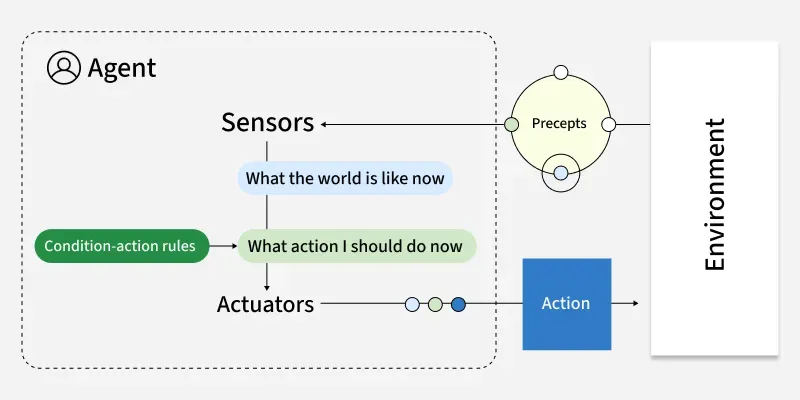 Agent
Sensors
Precepts
What the world is like now
Environment
Condition-action rules
What action I should do now
Actuators
Action